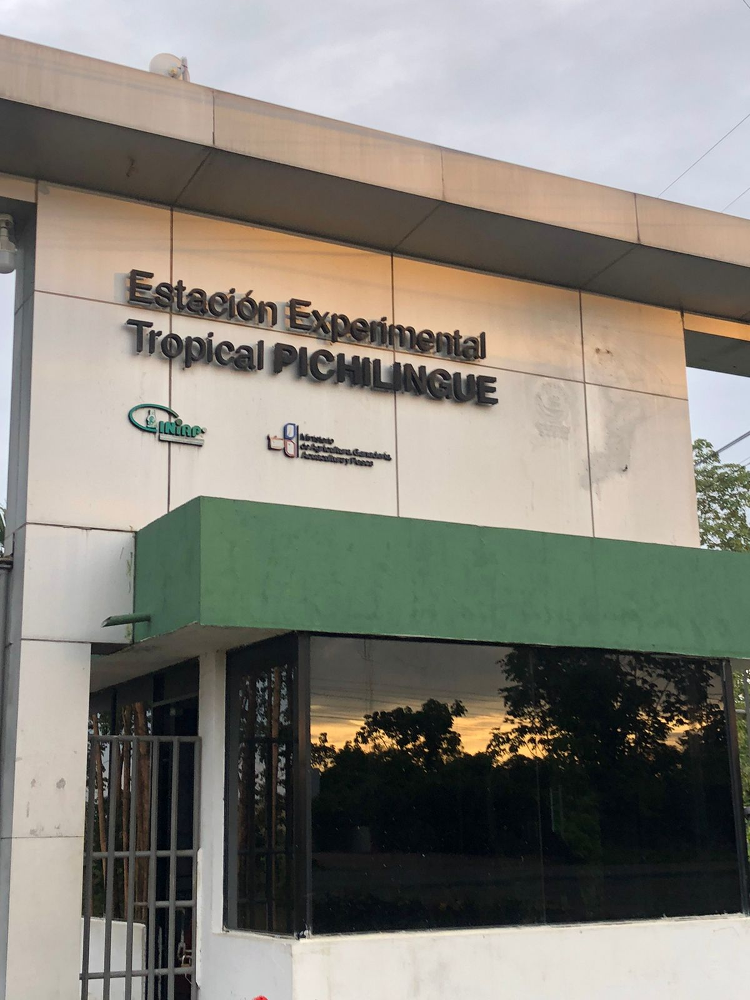 Estación Experimental
Tropical PICHILINGUE
INIAP
Ministerio
de Agricultura, Ganadería,
Acuacultura y Pesca